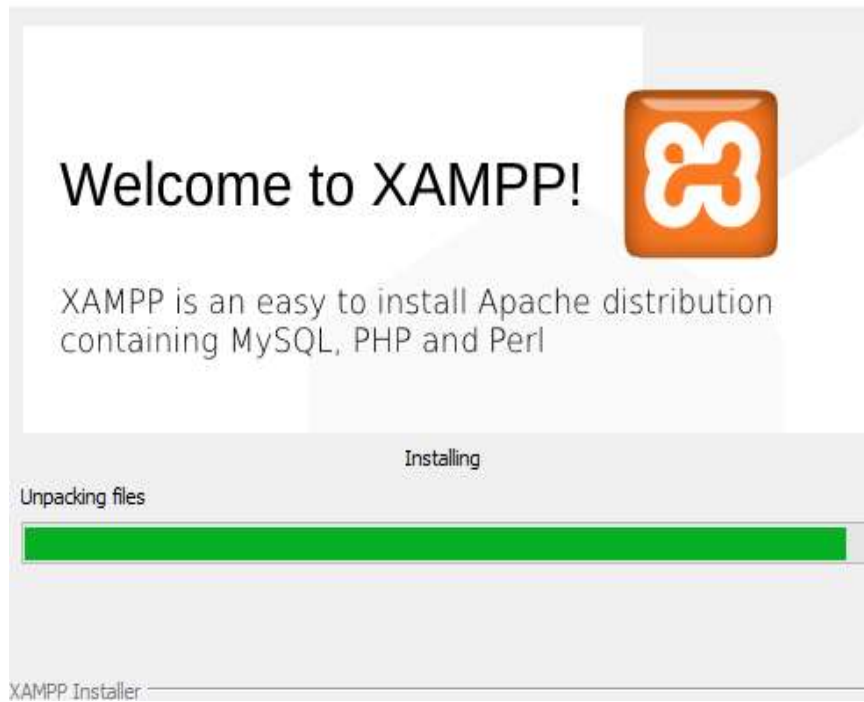 Welcome to XAMPP!
XAMPP is an easy to install Apache distribution
containing MySQL, PHP and Perl
Installing
Unpacking files
XAMPP Installer